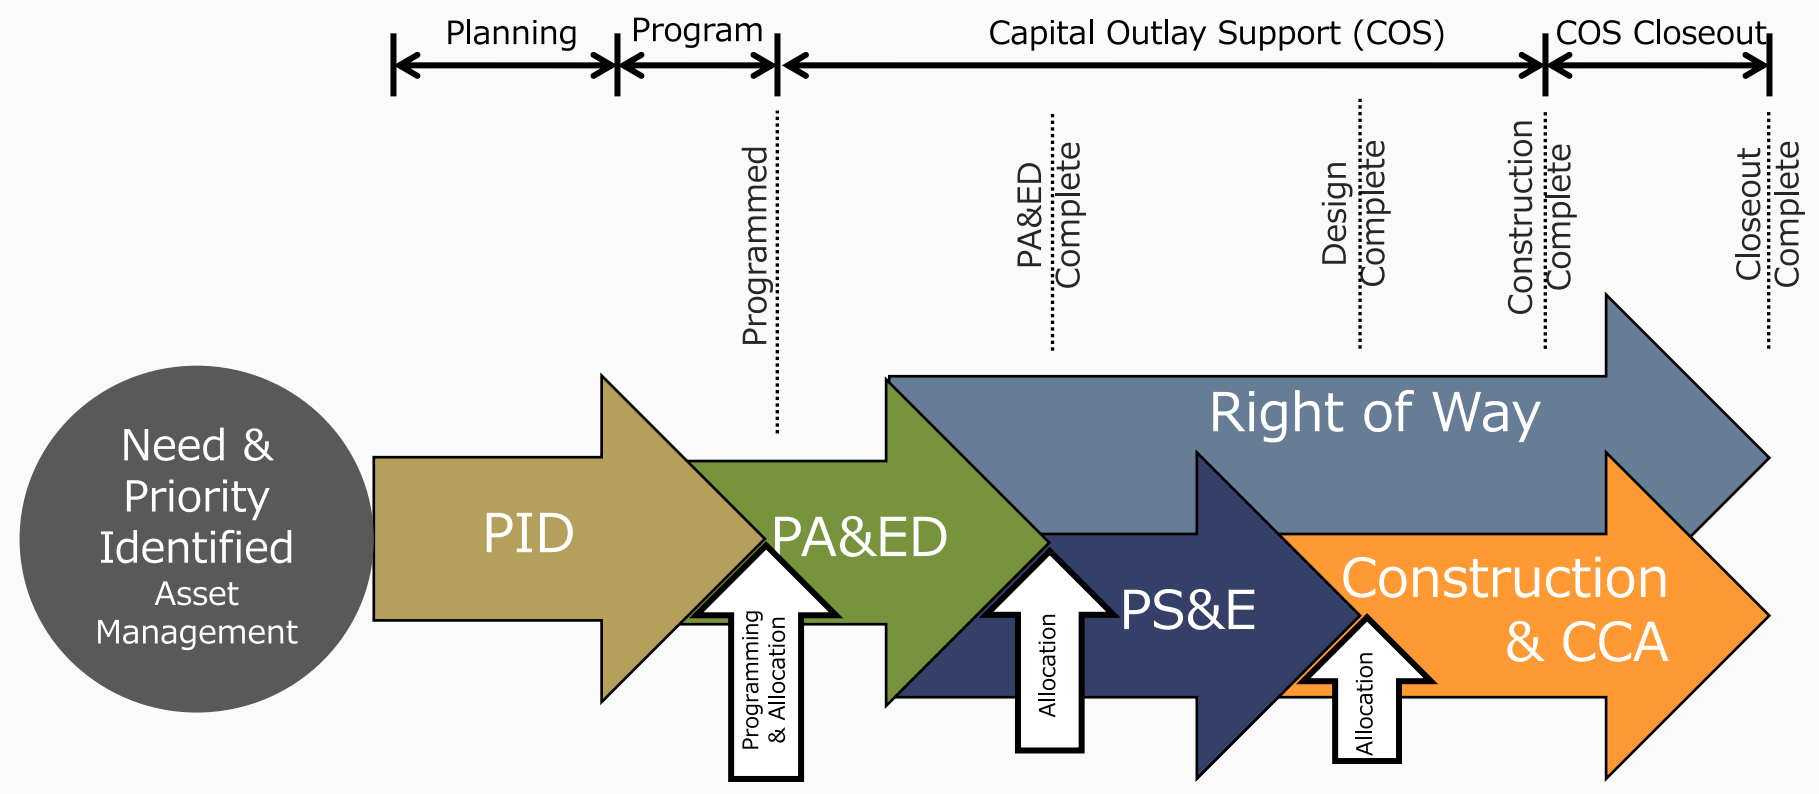 Planning
Program
Capital Outlay Support (COS)
COS Closeout
Programmed
PA&ED
Complete
Design
Complete
Construction
Complete
Closeout
Complete
Need &
Priority
Identified
Asset
Management
PID
PA&ED
Right of Way
PS&E
Construction
& CCA
Programming
& Allocation
Allocation
Allocation